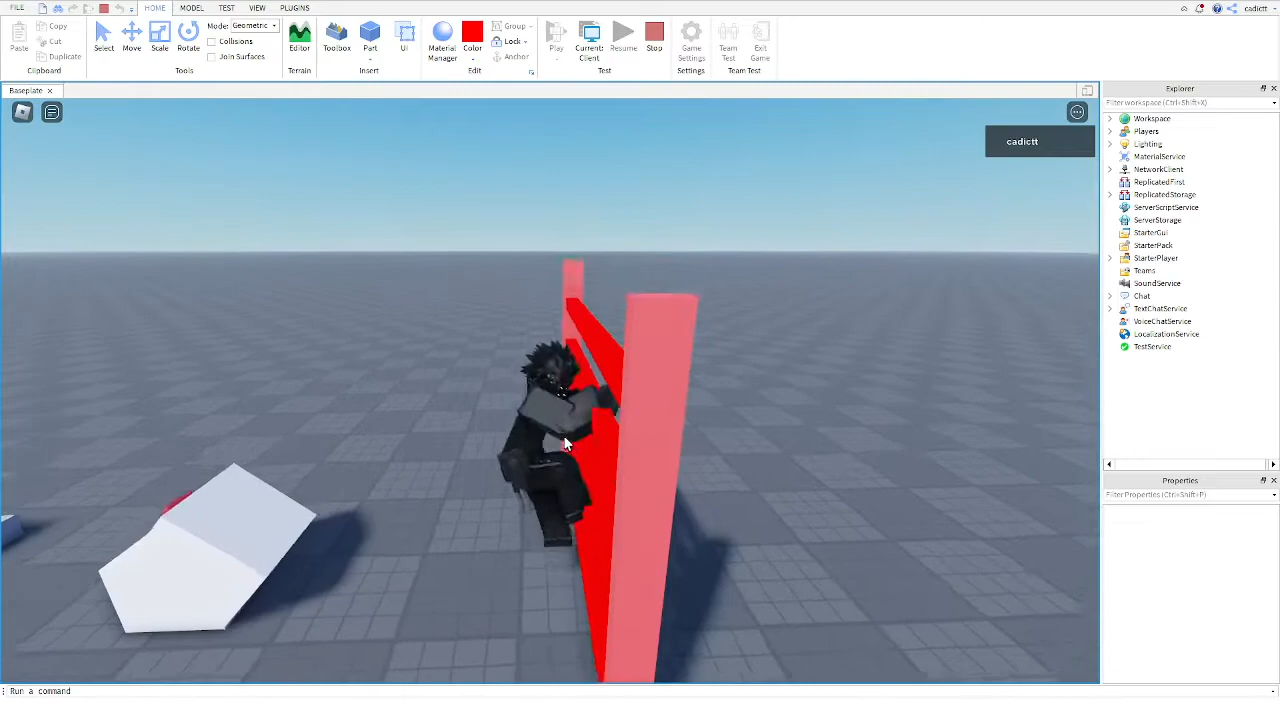 FILE HOME MODEL TEST VIEW PLUGINS cadictt
Paste Copy Cut Duplicate Clipboard
Select Move Scale Rotate Mode: Geometric Collisions Join Surfaces Tools
Editor Terrain
Toolbox Part UI Insert
Material Manager Color Group Lock Anchor Edit
Play Current: Client Resume Stop Test
Game Settings Settings
Team Test Exit Game Team Test
Baseplate
cadictt
Explorer
Filter workspace (Ctrl+Shift+X)
Workspace
Players
Lighting
MaterialService
NetworkClient
ReplicatedFirst
ReplicatedStorage
ServerScriptService
ServerStorage
StarterGui
StarterPack
StarterPlayer
Teams
SoundService
Chat
TextChatService
VoiceChatService
LocalizationService
TestService
Properties
Filter Properties (Ctrl+Shift+P)
Run a command